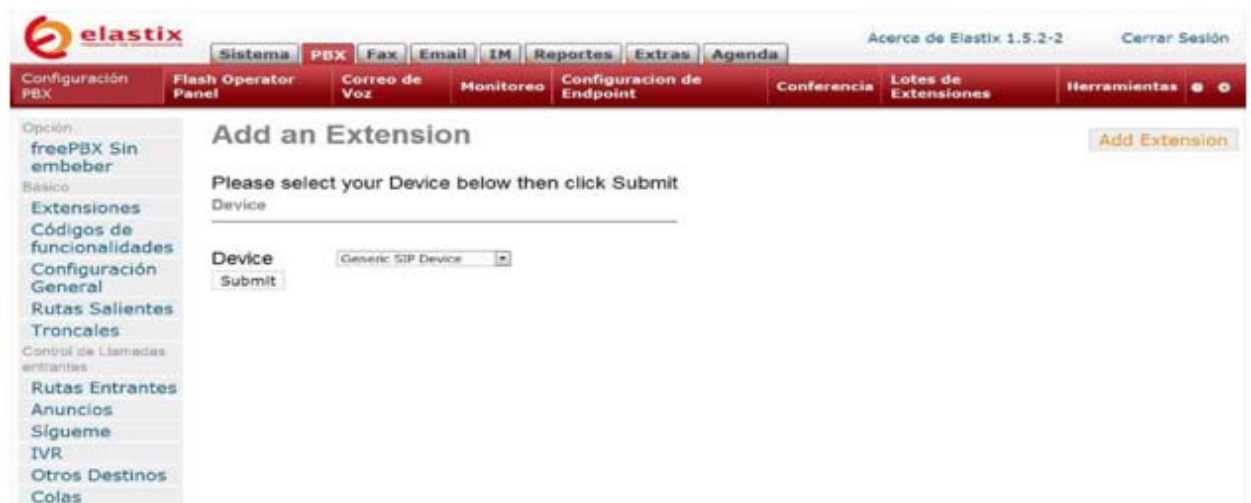 elastix
Sistema PBX Fax Email IM Reportes Extras Agenda
Acerca de Elastix 1.5.2-2 Cerrar Sesión
Configuración PBX
Flash Operator Panel
Correo de Voz
Monitoreo
Configuracion de Endpoint
Conferencia
Lotes de Extensiones
Herramientas
Opción
freePBX Sin
embeber
Básico
Extensiones
Códigos de
funcionalidades
Configuración
General
Rutas Salientes
Troncales
Control de Llamadas
entrantes
Rutas Entrantes
Anuncios
Sígueme
IVR
Otros Destinos
Colas
Add an Extension
Add Extension
Please select your Device below then click Submit
Device
Device Generic SIP Device
Submit